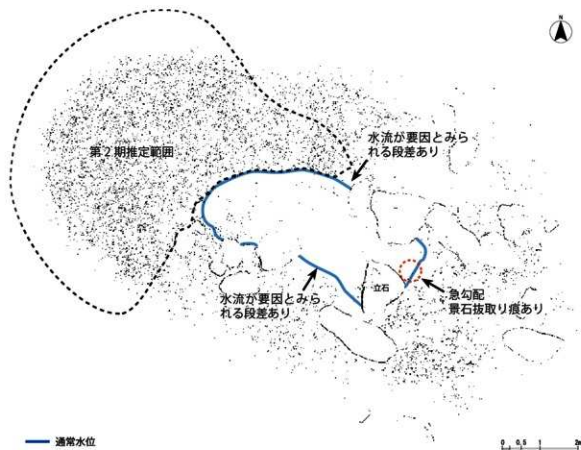 N
水流が要因とみら
れる段差あり
第2期推定範囲
立石
急勾配
景石抜取り痕あり
水流が要因とみら
れる段差あり
通常水位
0 0.5 1 2m